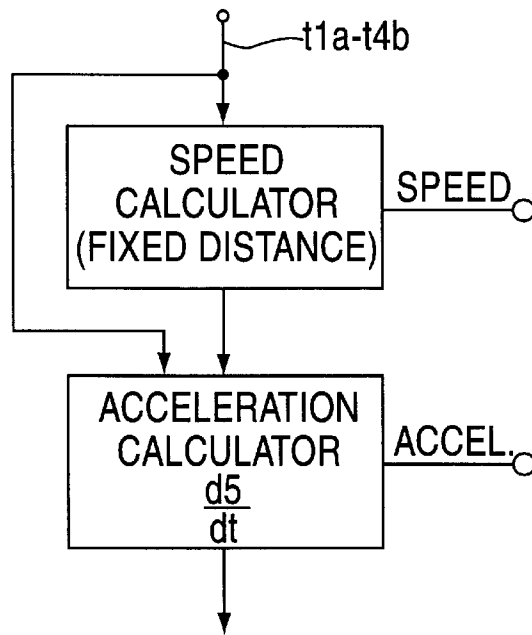 t1a-t4b
SPEED
CALCULATOR
(FIXED DISTANCE)
SPEED
ACCELERATION
CALCULATOR
d5
dt
ACCEL.